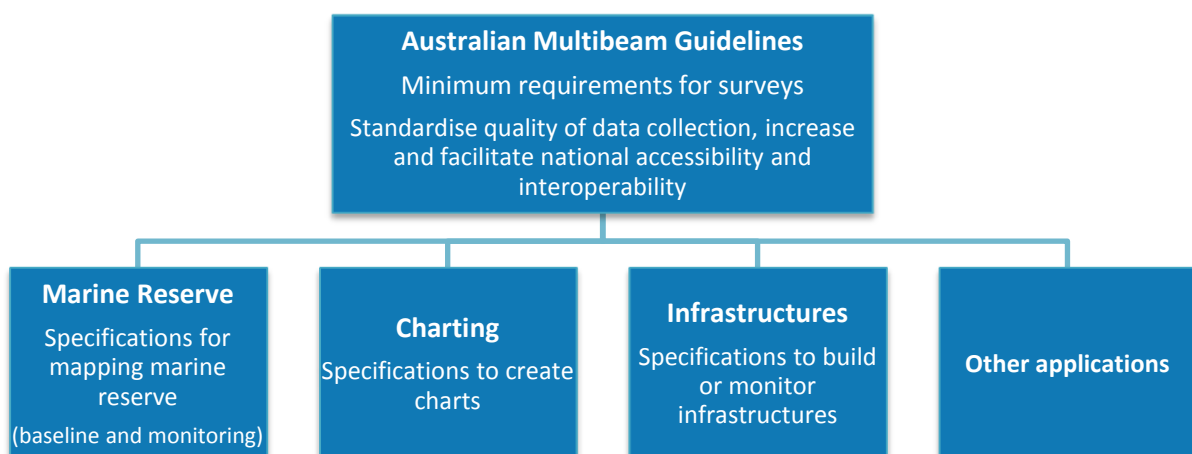 Australian Multibeam Guidelines
Minimum requirements for surveys
Standardise quality of data collection, increase
and facilitate national accessibility and
interoperability
Marine Reserve
Specifications for
mapping marine
reserve
(baseline and monitoring)
Charting
Specifications to create
charts
Infrastructures
Specifications to build
or monitor
infrastructures
Other applications